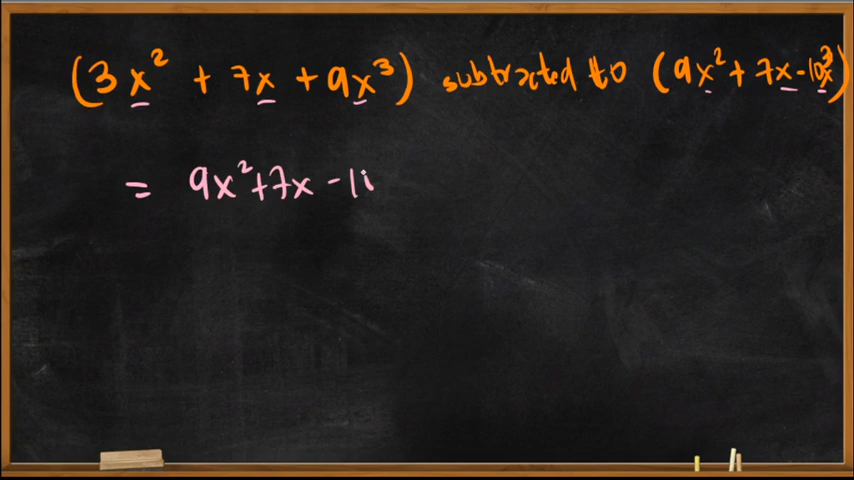 (3x² + 7x + 9x³) subtracted to (9x² + 7x - 10x³)
= 9x² + 7x - 1